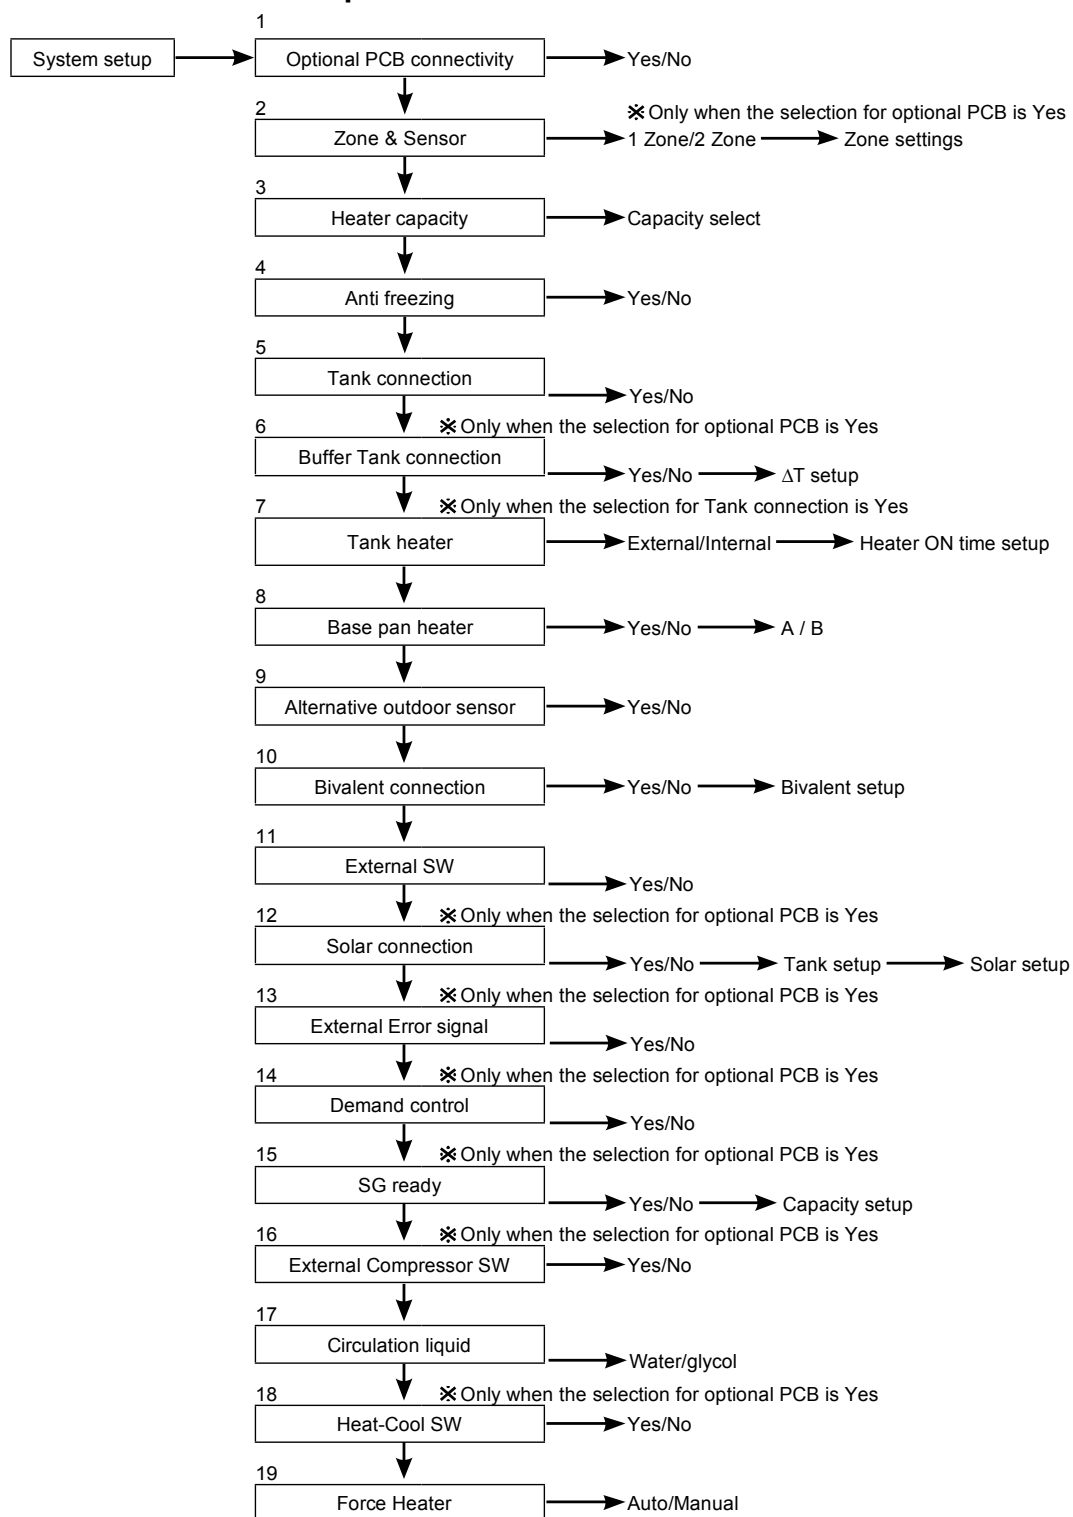 1
System setup
Optional PCB connectivity
Yes/No
2
※ Only when the selection for optional PCB is Yes
Zone & Sensor
1 Zone/2 Zone
Zone settings
3
Heater capacity
Capacity select
4
Anti freezing
Yes/No
5
Tank connection
Yes/No
6
※ Only when the selection for optional PCB is Yes
Buffer Tank connection
Yes/No
ΔT setup
7
※ Only when the selection for Tank connection is Yes
Tank heater
External/Internal
Heater ON time setup
8
Base pan heater
Yes/No
A / B
9
Alternative outdoor sensor
Yes/No
10
Bivalent connection
Yes/No
Bivalent setup
11
External SW
Yes/No
12
※ Only when the selection for optional PCB is Yes
Solar connection
Yes/No
Tank setup
Solar setup
13
※ Only when the selection for optional PCB is Yes
External Error signal
Yes/No
14
※ Only when the selection for optional PCB is Yes
Demand control
Yes/No
15
※ Only when the selection for optional PCB is Yes
SG ready
Yes/No
Capacity setup
16
※ Only when the selection for optional PCB is Yes
External Compressor SW
Yes/No
17
Circulation liquid
Water/glycol
18
※ Only when the selection for optional PCB is Yes
Heat-Cool SW
Yes/No
19
Force Heater
Auto/Manual